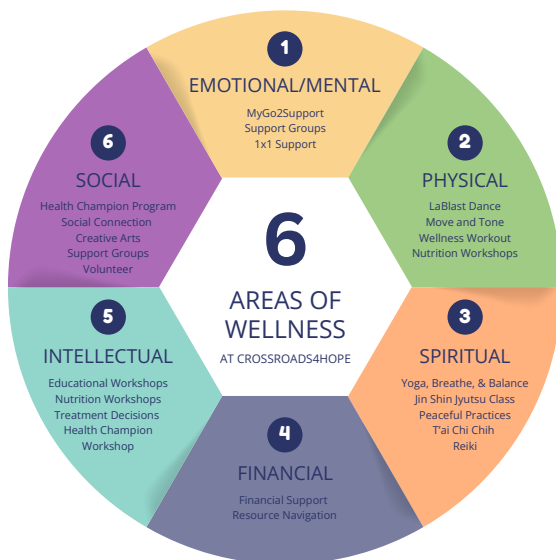 1
EMOTIONAL/MENTAL
MyGo2Support
Support Groups
1x1 Support
2
PHYSICAL
LaBlast Dance
Move and Tone
Wellness Workout
Nutrition Workshops
3
SPIRITUAL
Yoga, Breathe, & Balance
Jin Shin Jyutsu Class
Peaceful Practices
T'ai Chi Chih
Reiki
4
FINANCIAL
Financial Support
Resource Navigation
5
INTELLECTUAL
Educational Workshops
Nutrition Workshops
Treatment Decisions
Health Champion
Workshop
6
SOCIAL
Health Champion Program
Social Connection
Creative Arts
Support Groups
Volunteer
6
AREAS OF
WELLNESS
AT CROSSROADS4HOPE